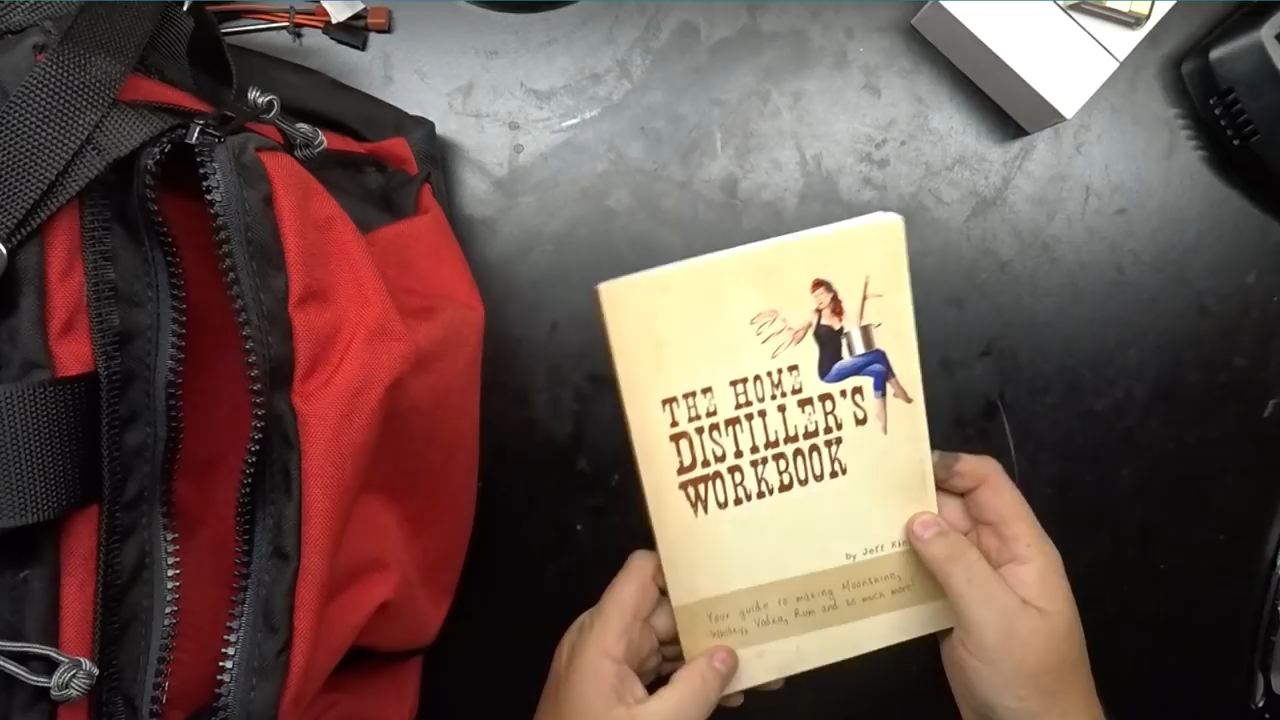 THE HOME
DISTILLER'S
WORKBOOK
by Jeff
Your guide to making Moonshine,
Whiskey, Vodka, Rum and so much more!